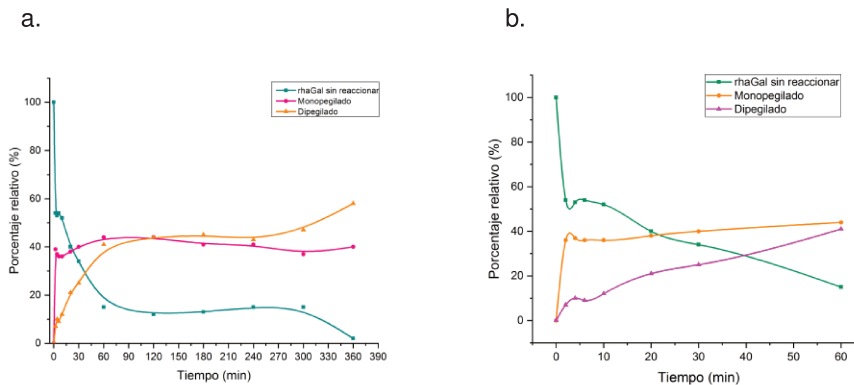 a.
rhaGal sin reaccionar
Monopegilado
Dipegilado
100
80
60
40
20
0
Porcentaje relativo (%)
0 30 60 90 120 150 180 210 240 270 300 330 360 390
Tiempo (min)
b.
rhaGal sin reaccionar
Monopegilado
Dipegilado
100
80
60
40
20
0
Porcentaje relativo (%)
0 10 20 30 40 50 60
Tiempo (min)